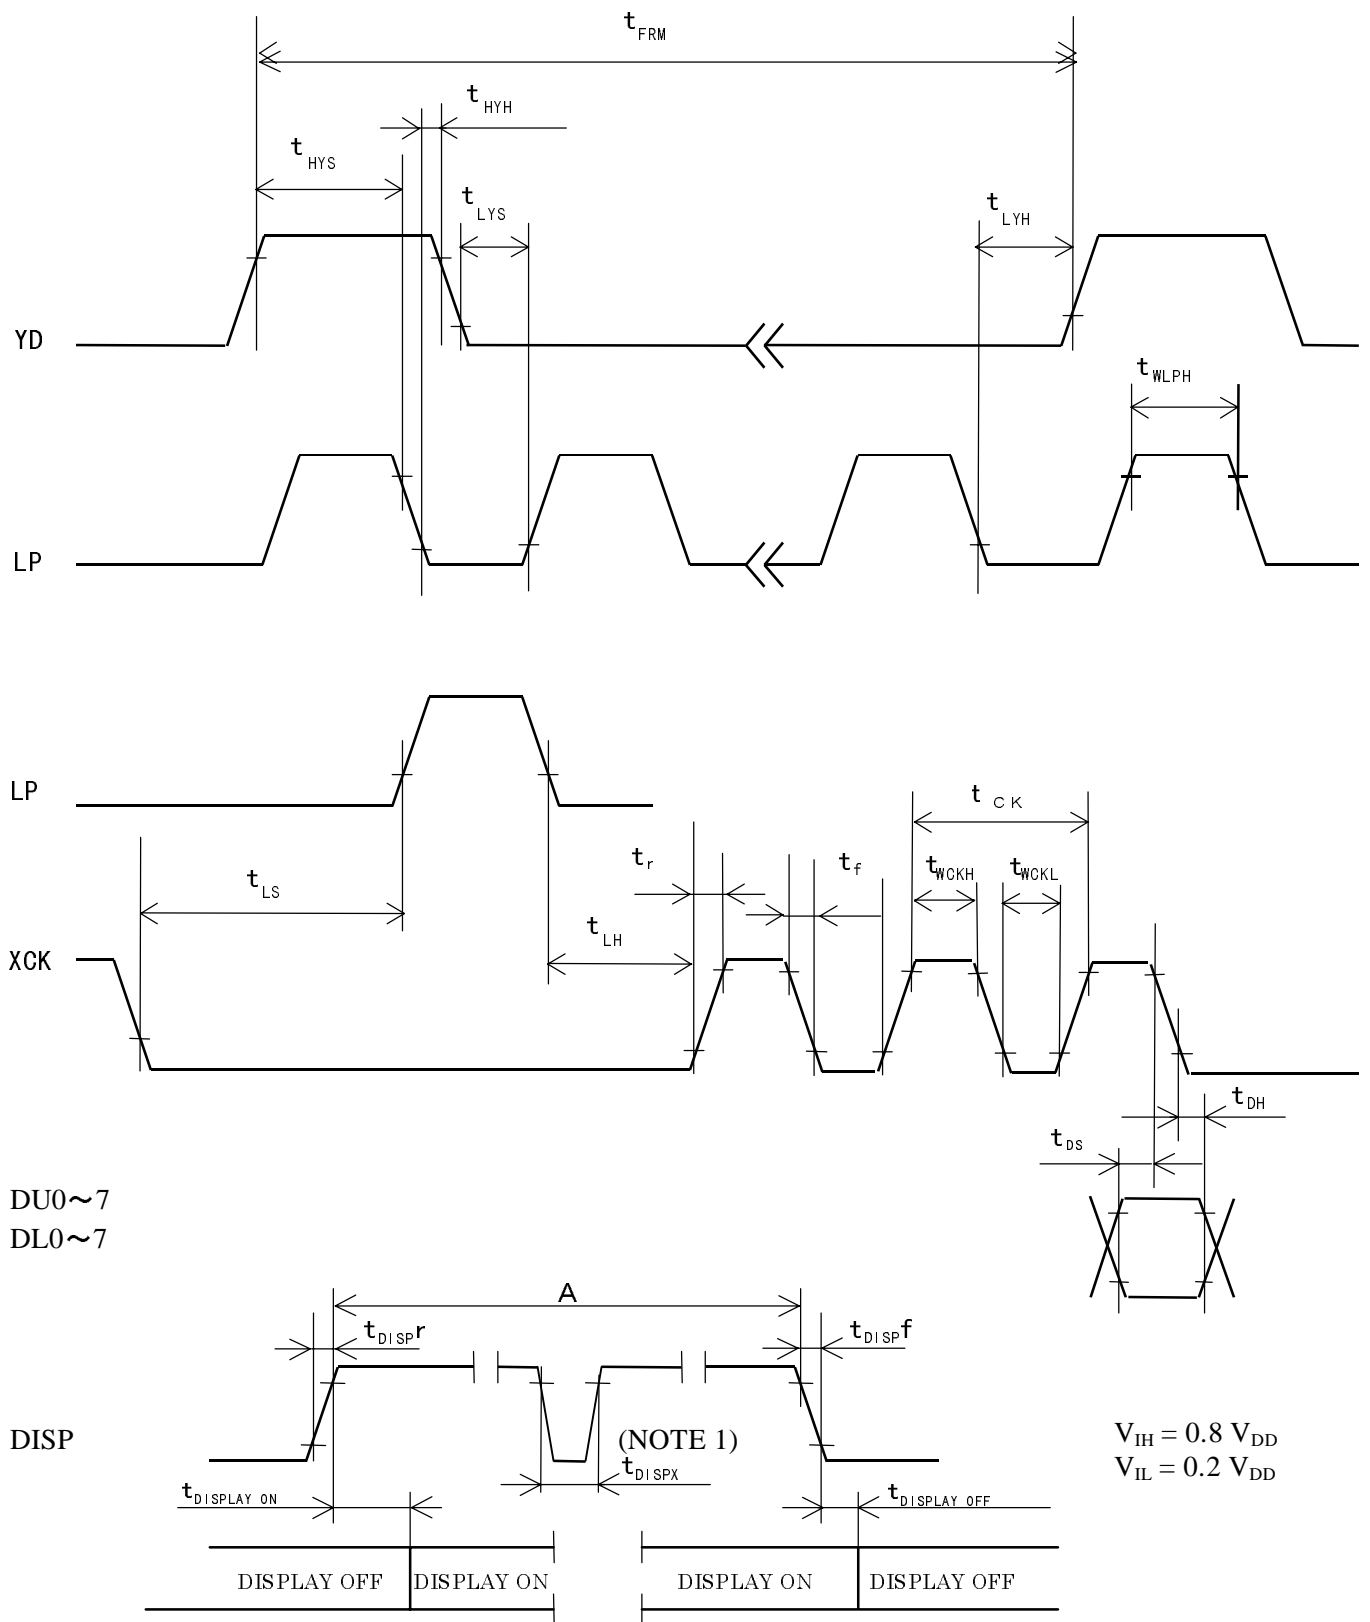 tFRM
tHYH
tHYS
tLYS
tLYH
YD
tWLPH
LP
LP
tCK
tr
tf
tWCKH
tWCKL
tLS
tLH
XCK
tDH
tDS
DU0～7
DL0～7
A
tDISPr
tDISPf
DISP
(NOTE 1)
VIH = 0.8 VDD
VIL = 0.2 VDD
tDISPX
tDISPLAY ON
tDISPLAY OFF
DISPLAY OFF DISPLAY ON DISPLAY ON DISPLAY OFF